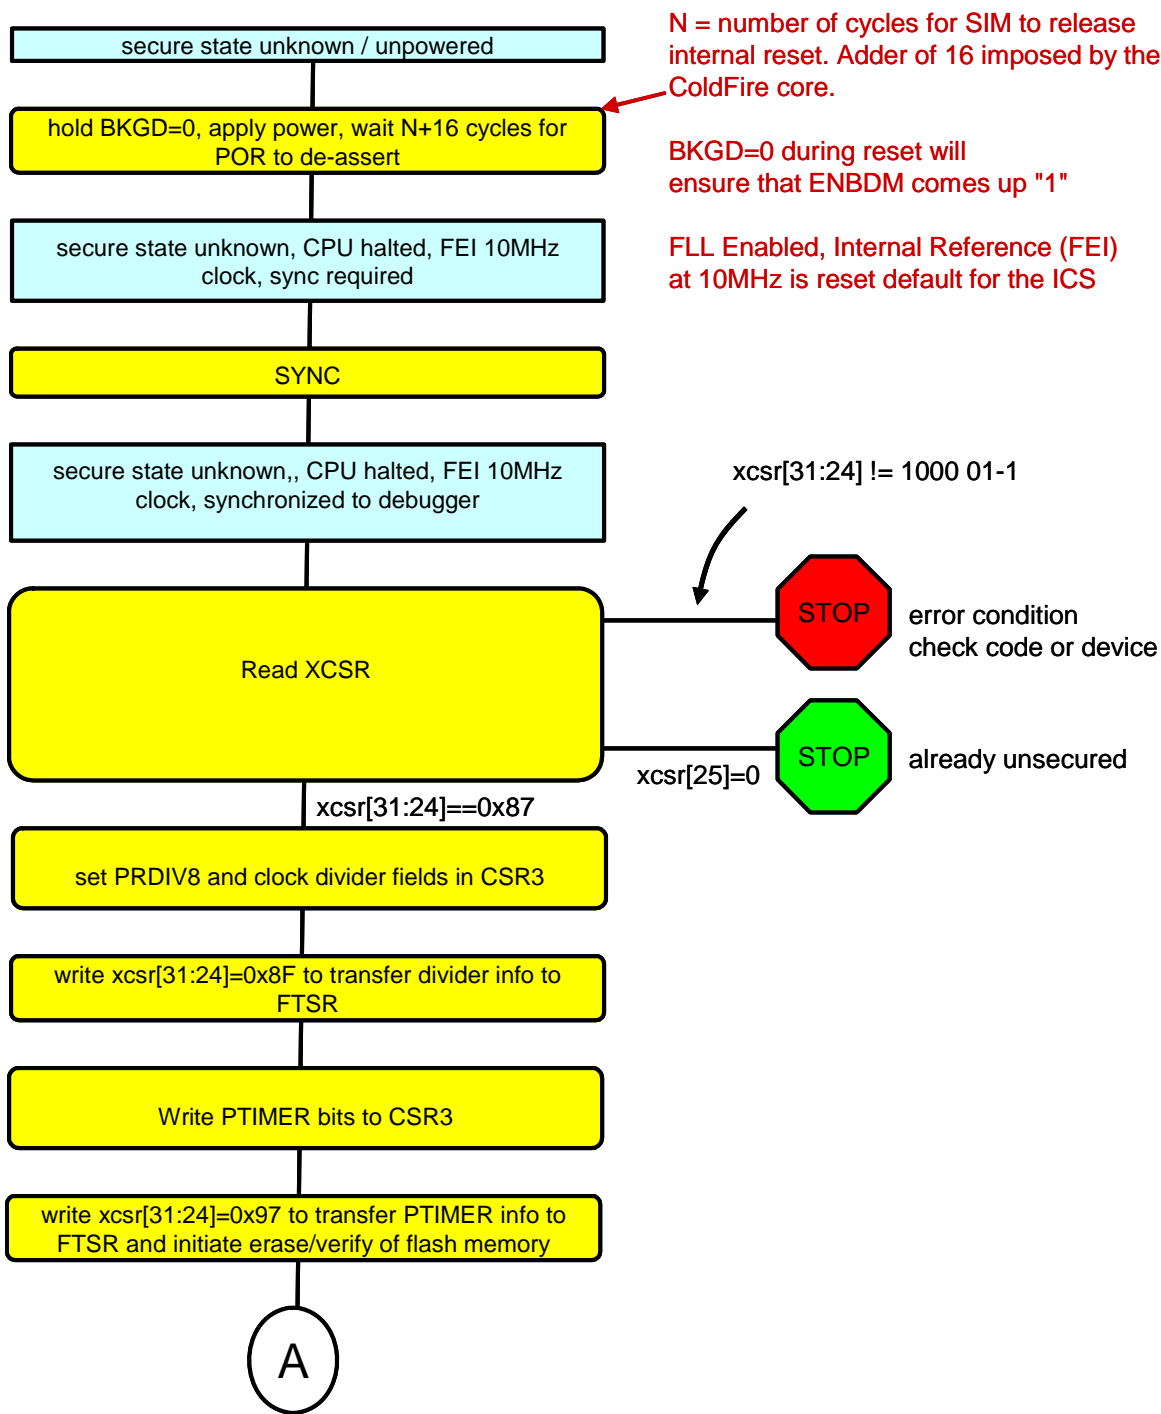 N = number of cycles for SIM to release
internal reset. Adder of 16 imposed by the
ColdFire core.
secure state unknown / unpowered
hold BKGD=0, apply power, wait N+16 cycles for
POR to de-assert
BKGD=0 during reset will
ensure that ENBDM comes up "1"
FLL Enabled, Internal Reference (FEI)
at 10MHz is reset default for the ICS
secure state unknown, CPU halted, FEI 10MHz
clock, sync required
SYNC
secure state unknown,, CPU halted, FEI 10MHz
clock, synchronized to debugger
xcsr[31:24] != 1000 01-1
Read XCSR
STOP
error condition
check code or device
STOP
already unsecured
xcsr[25]=0
xcsr[31:24]==0x87
set PRDIV8 and clock divider fields in CSR3
write xcsr[31:24]=0x8F to transfer divider info to
FTSR
Write PTIMER bits to CSR3
write xcsr[31:24]=0x97 to transfer PTIMER info to
FTSR and initiate erase/verify of flash memory
A